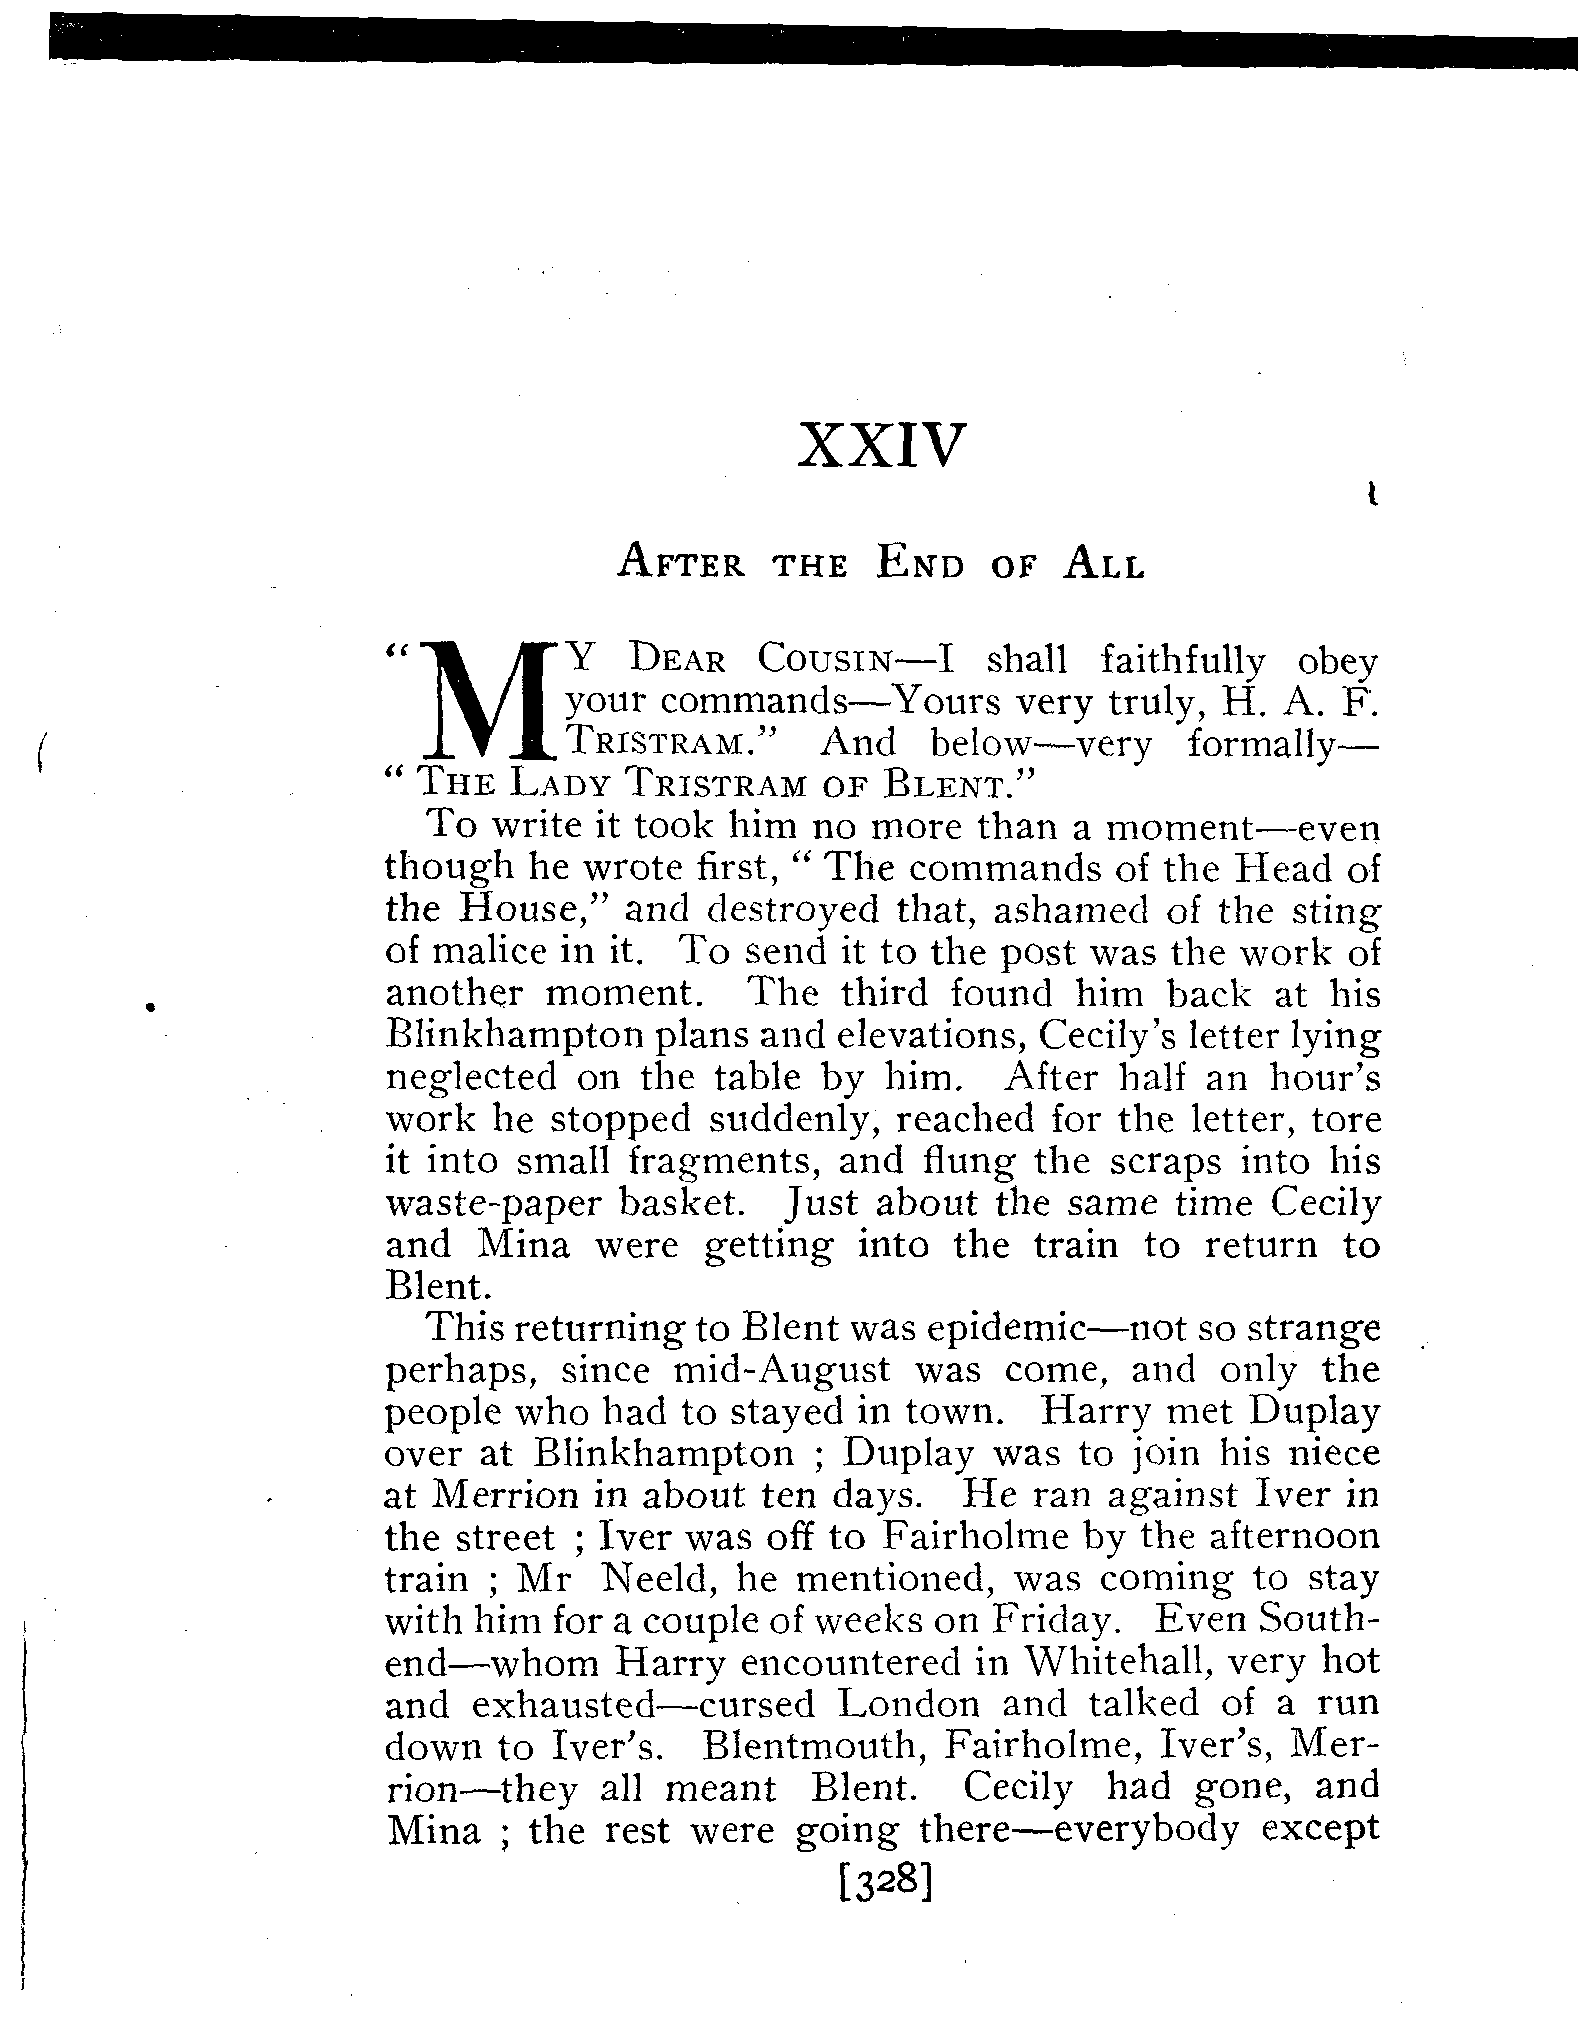 XXIV
After the End of All
“MY Dear Cousin—I shall faithfully obey
your commands—Yours very truly, H. A. F.
Tristram.” And below—very formally—
“The Lady Tristram of Blent.”
To write it took him no more than a moment—even
though he wrote first, “The commands of the Head of
the House,” and destroyed that, ashamed of the sting
of malice in it. To send it to the post was the work of
another moment. The third found him back at his
Blinkhampton plans and elevations, Cecily's letter lying
neglected on the table by him. After half an hour's
work he stopped suddenly, reached for the letter, tore
it into small fragments, and flung the scraps into his
waste-paper basket. Just about the same time Cecily
and Mina were getting into the train to return to
Blent.
This returning to Blent was epidemic—not so strange
perhaps, since mid-August was come, and only the
people who had to stayed in town. Harry met Duplay
over at Blinkhampton ; Duplay was to join his niece
at Merrion in about ten days. He ran against Iver in
the street ; Iver was off to Fairholme by the afternoon
train ; Mr Neeld, he mentioned, was coming to stay
with him for a couple of weeks on Friday. Even South-
end—whom Harry encountered in Whitehall, very hot
and exhausted—cursed London and talked of a run
down to Iver's. Blentmouth, Fairholme, Iver's, Mer-
rion—they all meant Blent. Cecily had gone, and
Mina ; the rest were going there—everybody except
[328]